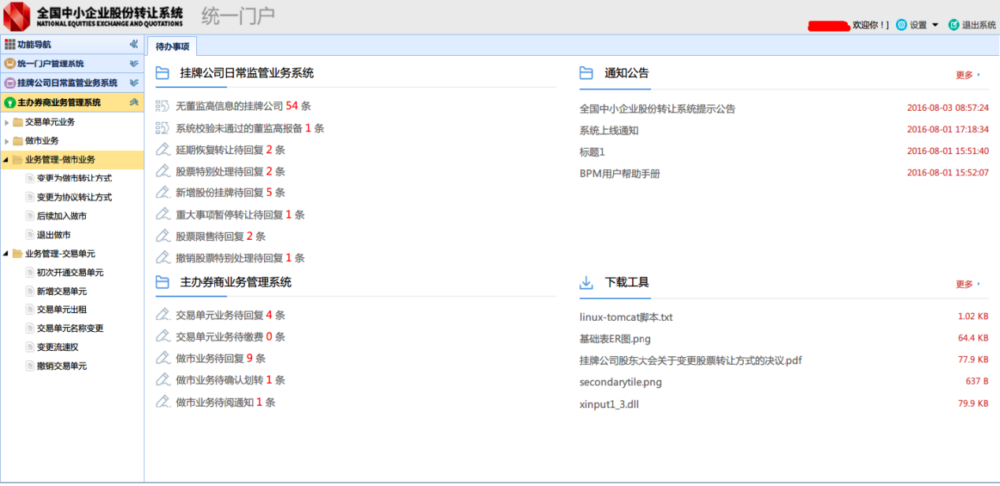 全国中小企业股份转让系统 统一门户
NATIONAL EQUITIES EXCHANGE AND QUOTATIONS
欢迎你！] 设置 退出系统
功能导航
统一门户管理系统
挂牌公司日常监管业务系统
主办券商业务管理系统
交易单元业务
做市业务
业务管理-做市业务
变更为做市转让方式
变更为协议转让方式
后续加入做市
退出做市
业务管理-交易单元
初次开通交易单元
新增交易单元
交易单元出租
交易单元名称变更
变更流速权
撤销交易单元
待办事项
挂牌公司日常监管业务系统
无董监高信息的挂牌公司 54 条
系统校验未通过的董监高报备 1 条
延期恢复转让待回复 2 条
股票特别处理待回复 2 条
新增股份挂牌待回复 5 条
重大事项暂停转让待回复 1 条
股票限售待回复 2 条
撤销股票特别处理待回复 1 条
主办券商业务管理系统
交易单元业务待回复 4 条
交易单元业务待缴费 0 条
做市业务待回复 9 条
做市业务待确认划转 1 条
做市业务待阅通知 1 条
通知公告 更多
全国中小企业股份转让系统提示公告 2016-08-03 08:57:24
系统上线通知 2016-08-01 17:18:34
标题1 2016-08-01 15:51:40
BPM用户帮助手册 2016-08-01 15:52:07
下载工具 更多
linux-tomcat脚本.txt 1.02 KB
基础表ER图.png 64.4 KB
挂牌公司股东大会关于变更股票转让方式的决议.pdf 77.9 KB
secondarytile.png 637 B
xinput1_3.dll 79.9 KB